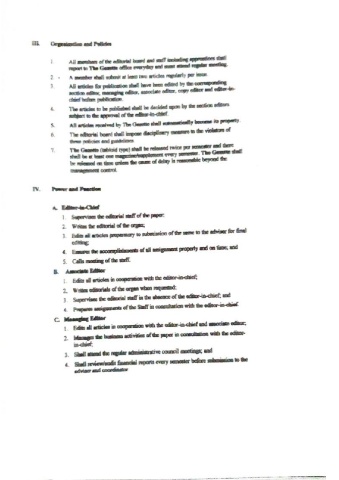 III. Organization and Policies
1. All members of the editorial board and staff including apprentices shall
report to The Gazette office everyday and must attend regular meeting.
2. A member shall submit at least two articles regularly per issue.
3. All articles for publication shall have been edited by the corresponding
section editor, managing editor, associate editor, copy editor and editor-in-
chief before publication.
4. The articles to be published shall be decided upon by the section editors
subject to the approval of the editor-in-chief.
5. All articles received by The Gazette shall automatically become its property.
6. The editorial board shall impose disciplinary measures to the violators of
these policies and guidelines.
7. The Gazette (tabloid type) shall be released twice per semester and there
shall be at least one magazine/supplement every semester. The Gazette shall
be released on time unless the cause of delay is reasonable beyond the
management control.
IV. Power and Function
A. Editor-in-Chief
1. Supervises the editorial staff of the paper;
2. Writes the editorial of the organ;
3. Edits all articles preparatory to submission of the same to the adviser for final
editing;
4. Ensures the accomplishments of all assignment properly and on time; and
5. Calls meeting of the staff.
B. Associate Editor
1. Edits all articles in cooperation with the editor-in-chief;
2. Writes editorials of the organ when requested;
3. Supervises the editorial staff in the absence of the editor-in-chief; and
4. Prepares assignments of the Staff in consultation with the editor-in-chief.
C. Managing Editor
1. Edits all articles in cooperation with the editor-in-chief and associate editor;
2. Manages the business activities of the paper in consultation with the editor-
in-chief;
3. Shall attend the regular administrative council meetings; and
4. Shall review/audit financial reports every semester before submission to the
adviser and coordinator